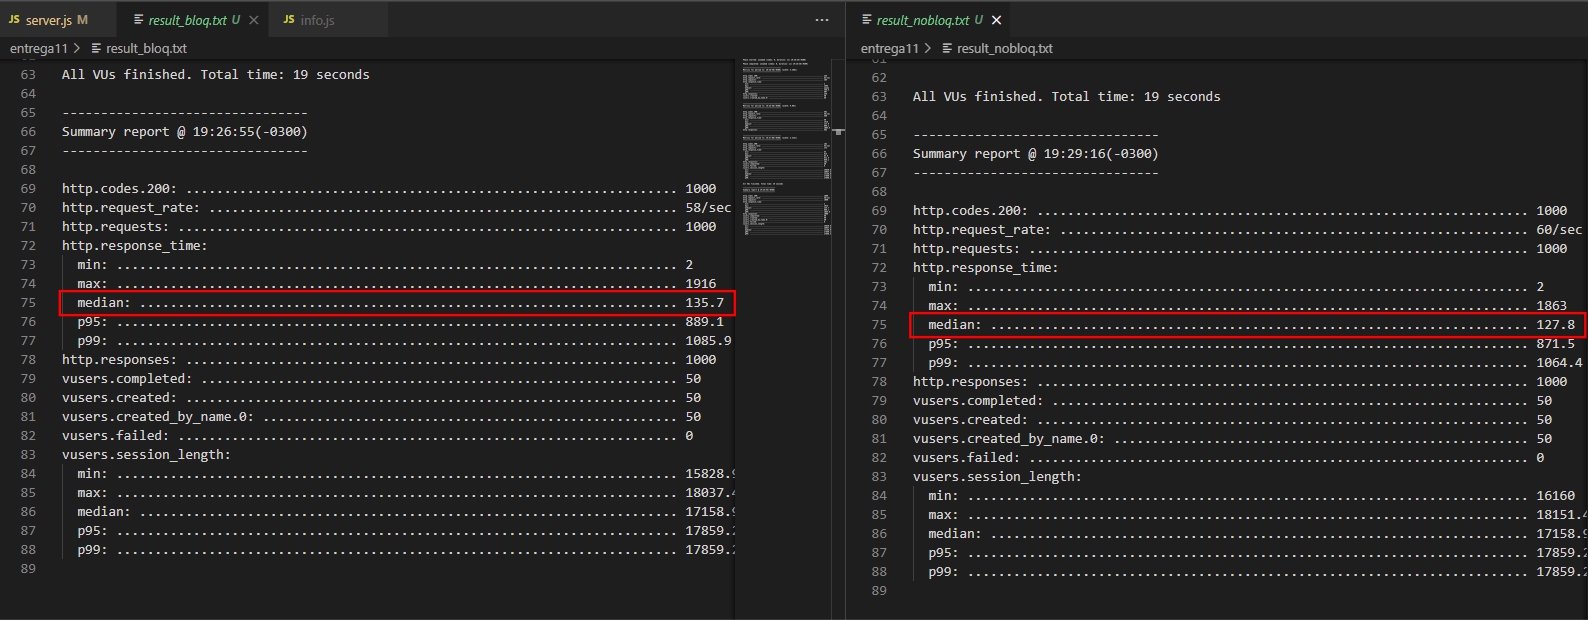 JS server.js M
result_bloq.txt U
JS info.js
entrega11 > result_bloq.txt
63 All VUs finished. Total time: 19 seconds
64
65 --------------------------------
66 Summary report @ 19:26:55(-0300)
67 --------------------------------
68
69 http.codes.200: ................................................................ 1000
70 http.request_rate: ............................................................. 58/sec
71 http.requests: ................................................................. 1000
72 http.response_time:
73 min: ......................................................................... 2
74 max: ......................................................................... 1916
75 median: ...................................................................... 135.7
76 p95: ......................................................................... 889.1
77 p99: ......................................................................... 1085.9
78 http.responses: ................................................................ 1000
79 vusers.completed: .............................................................. 50
80 vusers.created: ................................................................ 50
81 vusers.created_by_name.0: ...................................................... 50
82 vusers.failed: ................................................................. 0
83 vusers.session_length:
84 min: ......................................................................... 15828.9
85 max: ......................................................................... 18037.4
86 median: ...................................................................... 17158.9
87 p95: ......................................................................... 17859.2
88 p99: ......................................................................... 17859.2
89
result_nobloq.txt U
entrega11 > result_nobloq.txt
61
62
63 All VUs finished. Total time: 19 seconds
64
65 --------------------------------
66 Summary report @ 19:29:16(-0300)
67 --------------------------------
68
69 http.codes.200: ................................................................ 1000
70 http.request_rate: ............................................................. 60/sec
71 http.requests: ................................................................. 1000
72 http.response_time:
73 min: ......................................................................... 2
74 max: ......................................................................... 1863
75 median: ...................................................................... 127.8
76 p95: ......................................................................... 871.5
77 p99: ......................................................................... 1064.4
78 http.responses: ................................................................ 1000
79 vusers.completed: .............................................................. 50
80 vusers.created: ................................................................ 50
81 vusers.created_by_name.0: ...................................................... 50
82 vusers.failed: ................................................................. 0
83 vusers.session_length:
84 min: ......................................................................... 16160
85 max: ......................................................................... 18151.4
86 median: ...................................................................... 17158.9
87 p95: ......................................................................... 17859.2
88 p99: ......................................................................... 17859.2
89